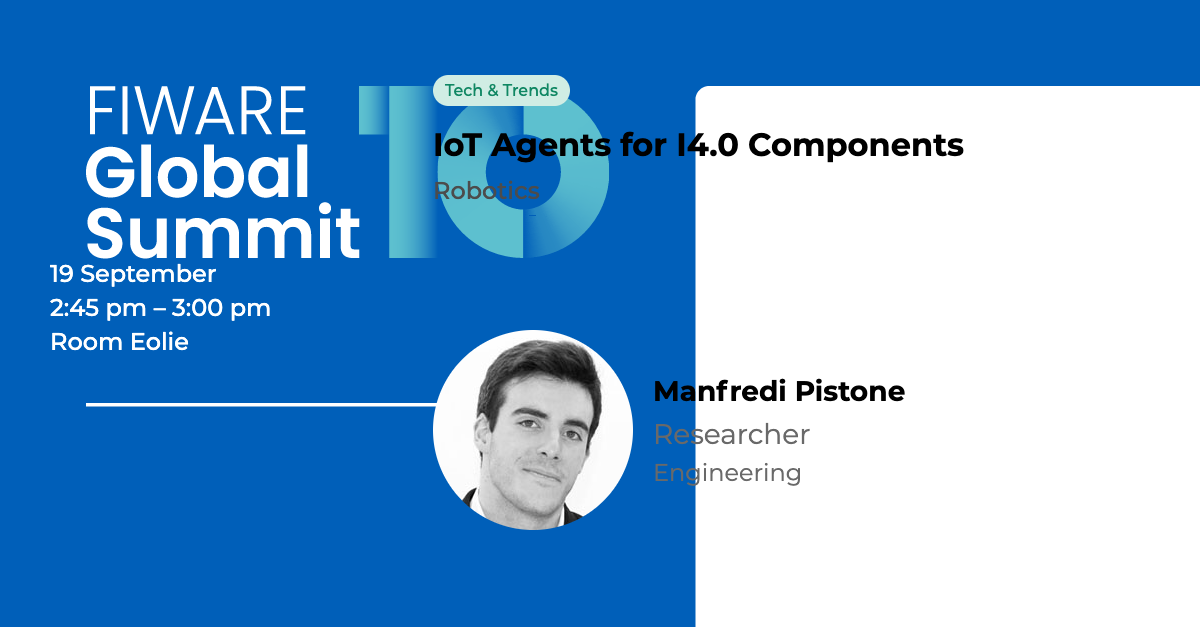 FIWARE
Global
Summit
10
19 September
2:45 pm – 3:00 pm
Room Eolie
Tech & Trends
IoT Agents for I4.0 Components
Robotics
Manfredi Pistone
Researcher
Engineering